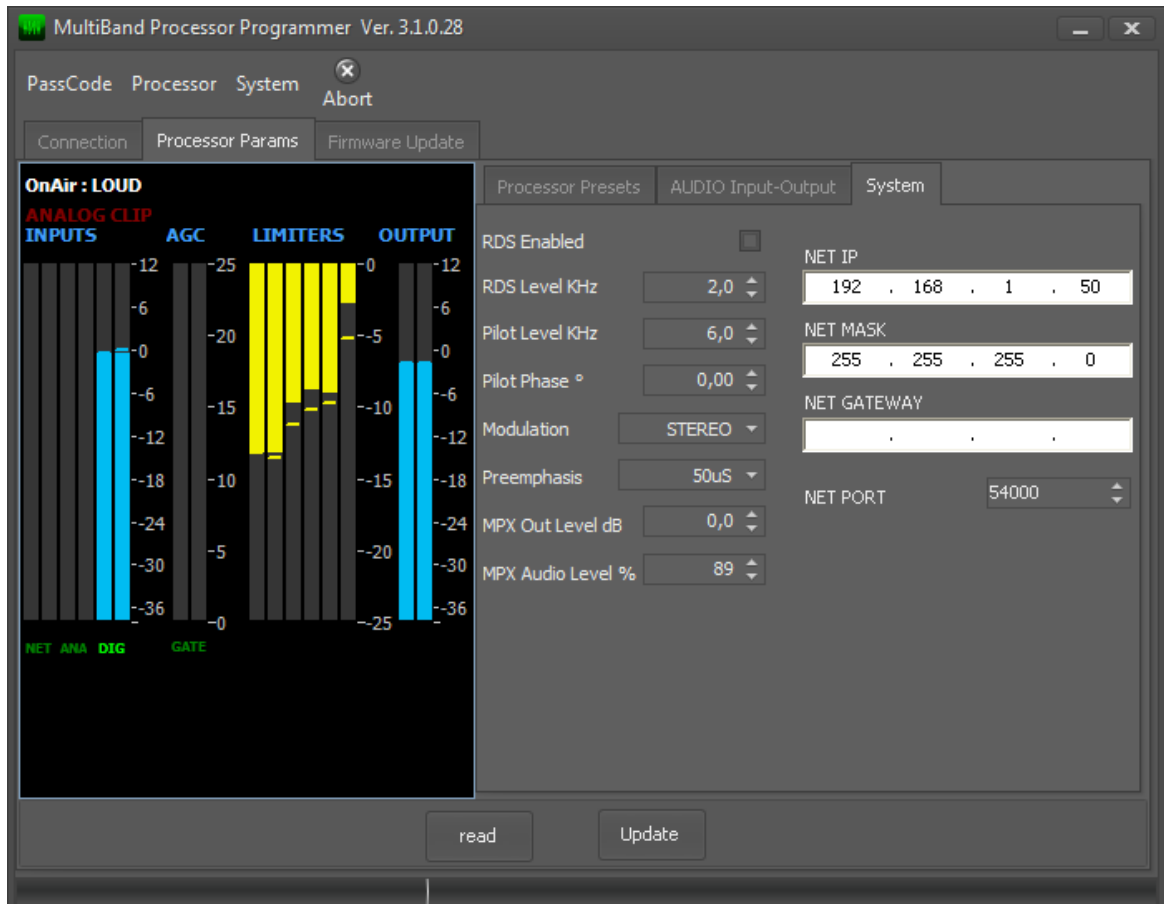 MultiBand Processor Programmer Ver. 3.1.0.28
PassCode Processor System Abort
Connection Processor Params Firmware Update
OnAir : LOUD
ANALOG CLIP
INPUTS AGC LIMITERS OUTPUT
-12 -25 -0 -12
-6 -6
-20 --5
-0 -0
--6 --6
-15 --10
--12 --12
--18 -10 --15 --18
--24 --24
-5 --20
--30 --30
--36 --36
- -0 --25 -
NET ANA DIG GATE
Processor Presets AUDIO Input-Output System
RDS Enabled
RDS Level KHz 2,0
Pilot Level KHz 6,0
Pilot Phase º 0,00
Modulation STEREO
Preemphasis 50uS
MPX Out Level dB 0,0
MPX Audio Level % 89
NET IP
192 . 168 . 1 . 50
NET MASK
255 . 255 . 255 . 0
NET GATEWAY
. . .
NET PORT 54000
read Update